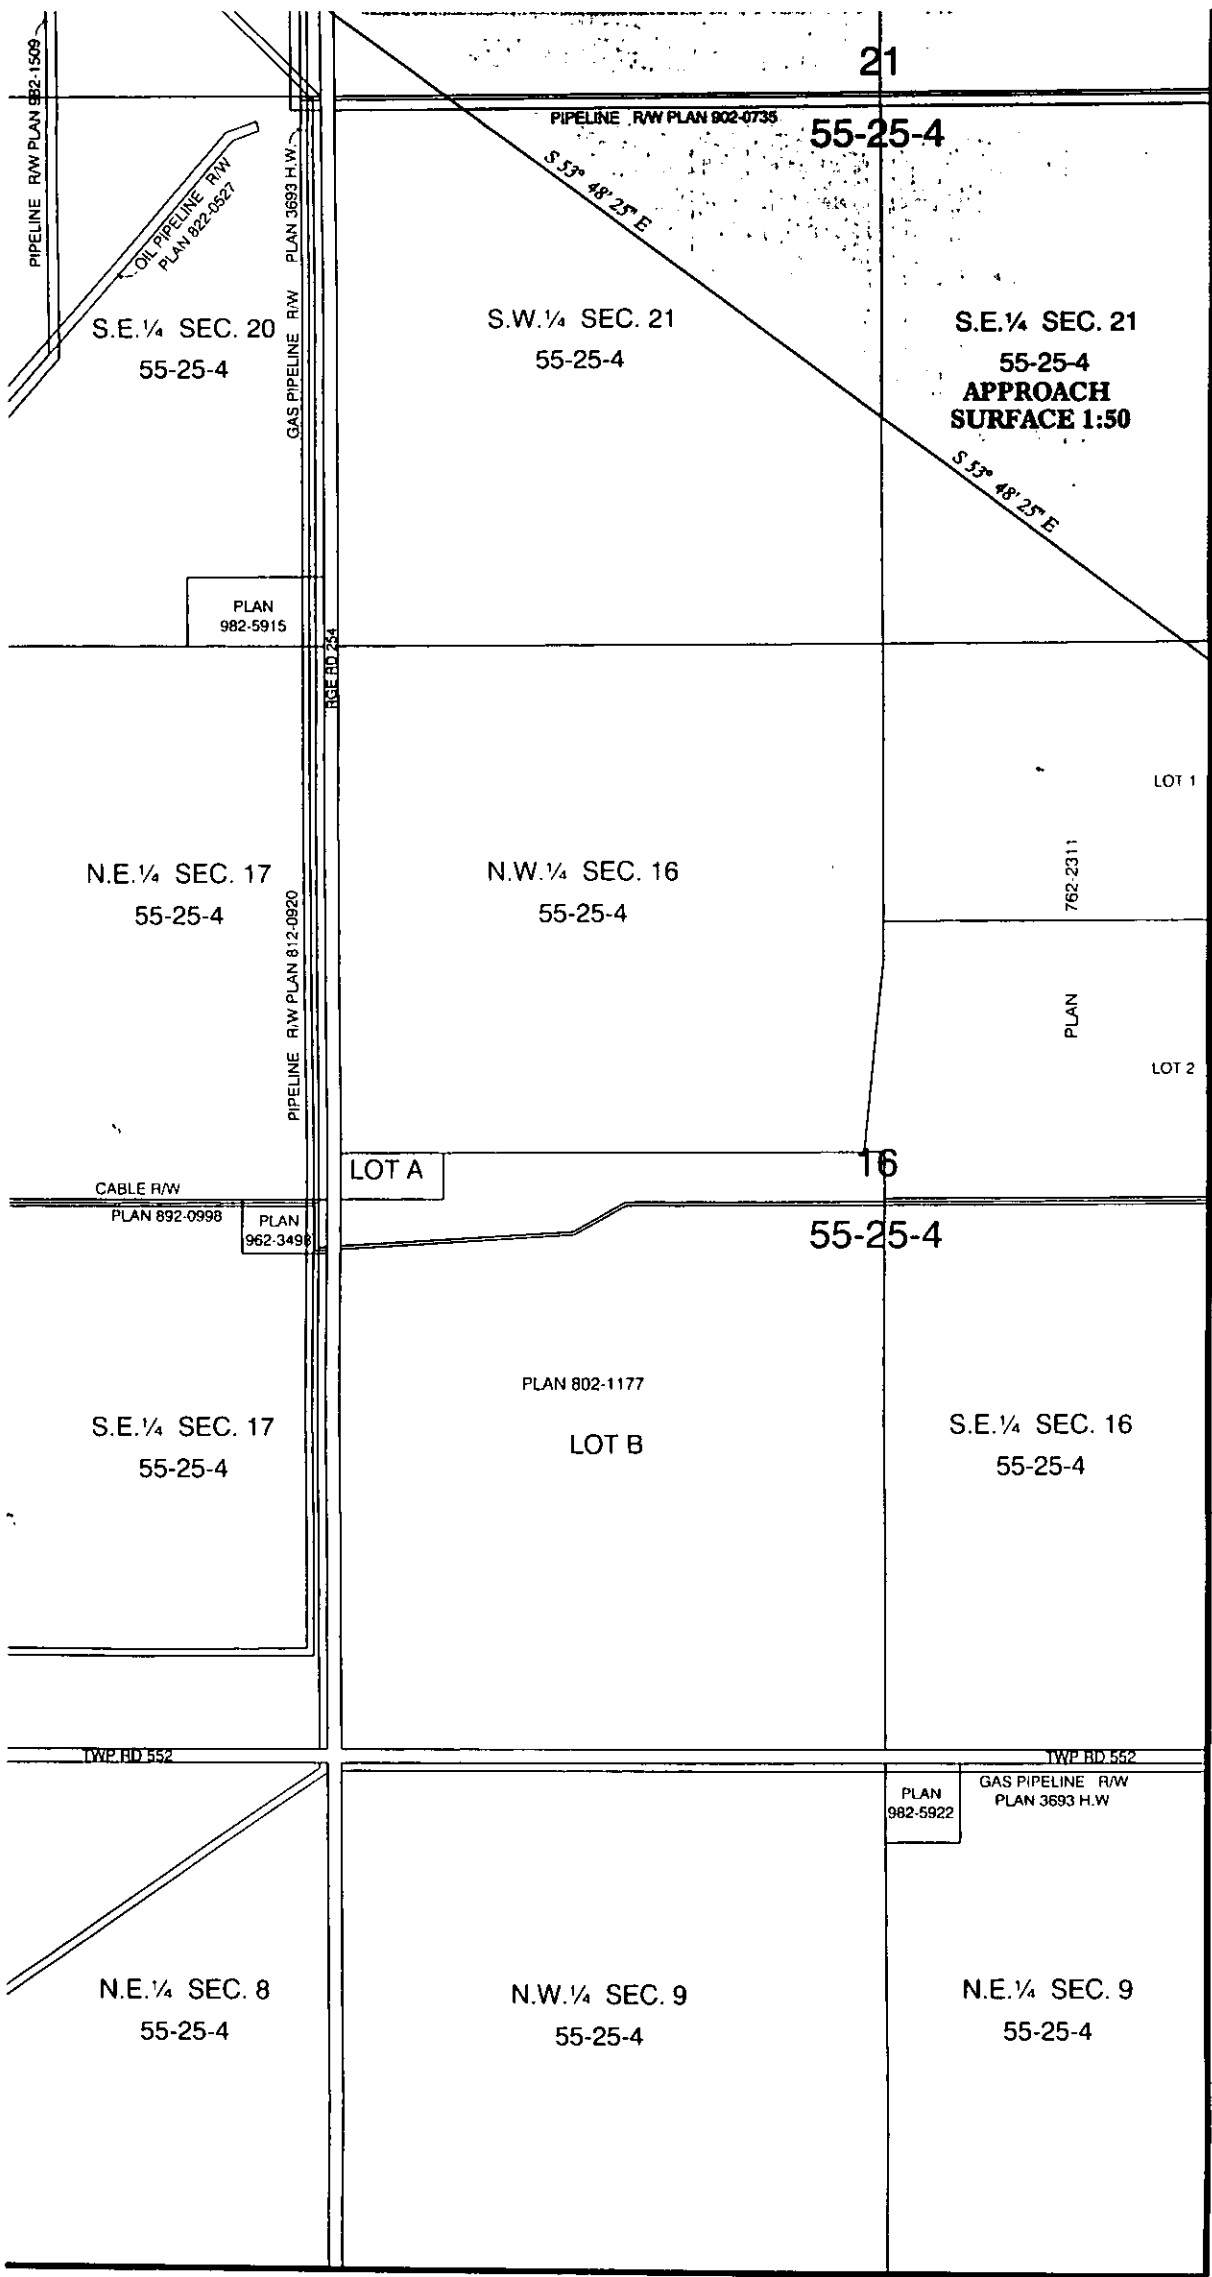 21
55-25-4
PIPELINE R/W PLAN 982-1509
OIL PIPELINE R/W
PLAN 822-0527
GAS PIPELINE R/W PLAN 3693 H.W.
PIPELINE R/W PLAN 902-0735
S 53° 48' 25" E
S.E.¼ SEC. 20
55-25-4
S.W.¼ SEC. 21
55-25-4
S.E.¼ SEC. 21
55-25-4
APPROACH
SURFACE 1:50
S 53° 48' 25" E
PLAN
982-5915
RGE RD 254
LOT 1
N.E.¼ SEC. 17
55-25-4
N.W.¼ SEC. 16
55-25-4
PLAN 762-2311
PIPELINE R/W PLAN 812-0920
LOT 2
LOT A
16
55-25-4
CABLE R/W
PLAN 892-0998
PLAN
962-3498
PLAN 802-1177
LOT B
S.E.¼ SEC. 17
55-25-4
S.E.¼ SEC. 16
55-25-4
TWP RD 552
TWP RD 552
GAS PIPELINE R/W
PLAN 3693 H.W
PLAN
982-5922
N.E.¼ SEC. 8
55-25-4
N.W.¼ SEC. 9
55-25-4
N.E.¼ SEC. 9
55-25-4